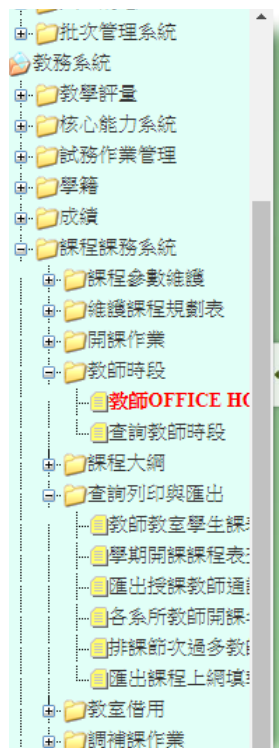 批次管理系統
教務系統
教學評量
核心能力系統
試務作業管理
學籍
成績
課程課務系統
課程參數維護
維護課程規劃表
開課作業
教師時段
教師OFFICE HO
查詢教師時段
課程大綱
查詢列印與匯出
教師教室學生課
學期開課課程表
匯出授課教師通
各系所教師開課
排課節次過多教
匯出課程上網填
教室借用
調補課作業